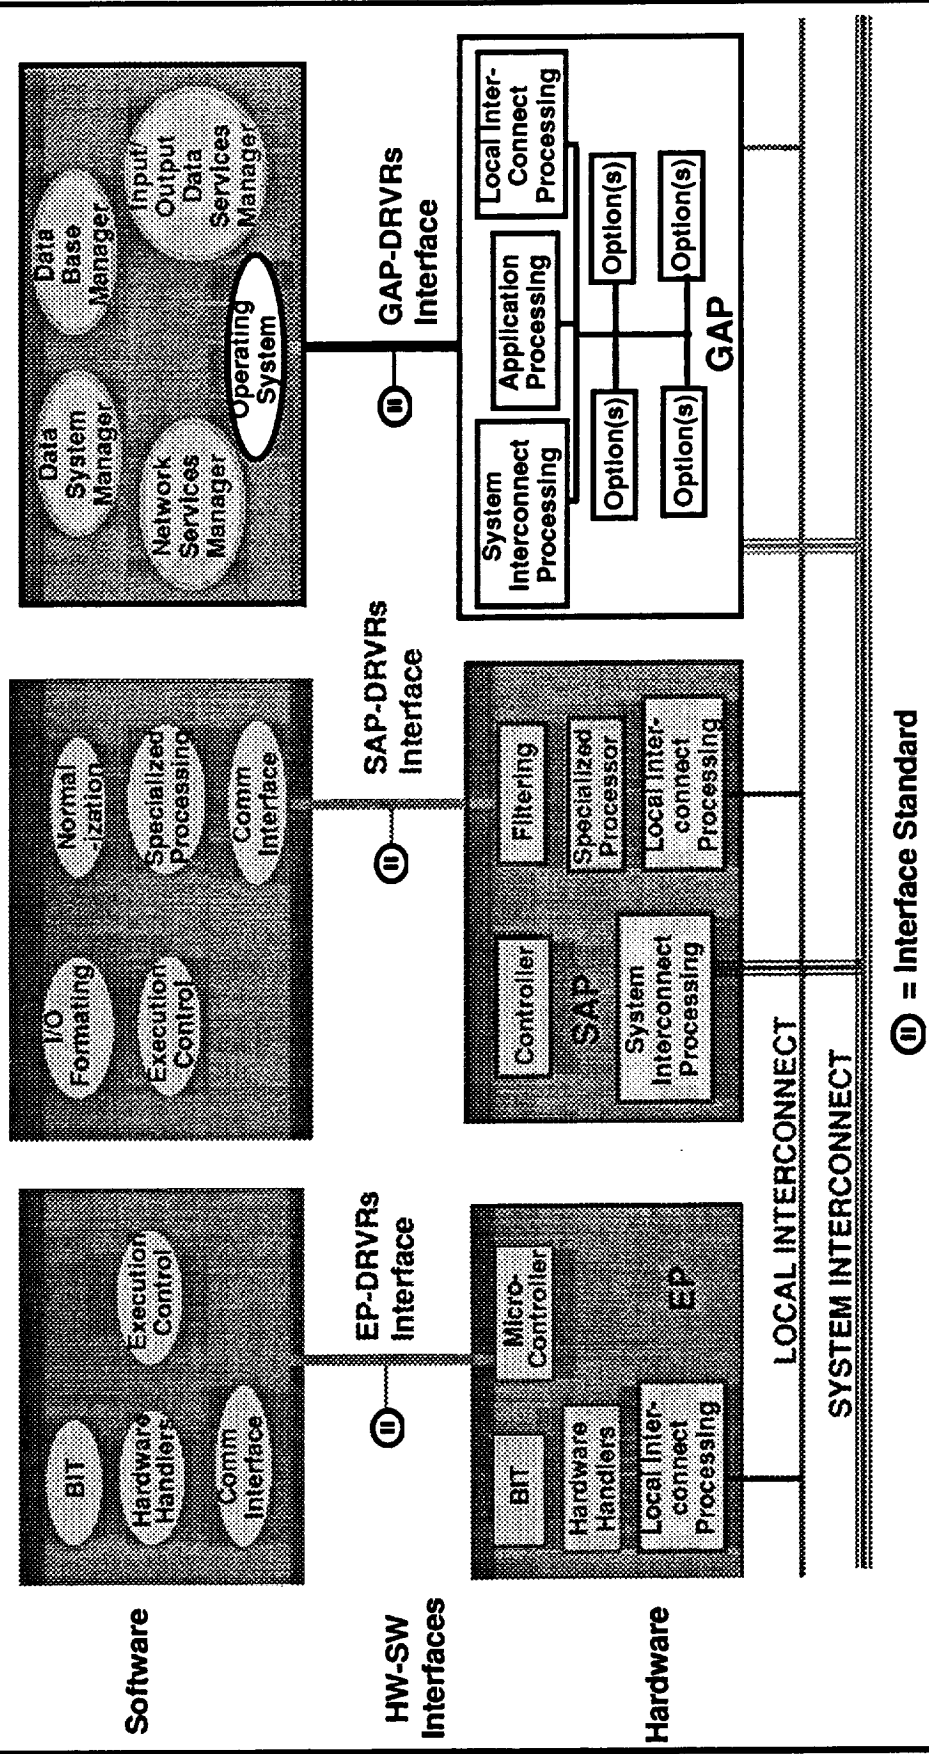 Software
BIT
Hardware
Handlers
Execution
Control
Comm
Interface
I/O
Formating
Normal
-ization
Execution
Control
Specialized
Processing
Comm
Interface
Data
System
Manager
Data
Base
Manager
Network
Services
Manager
Input/
Output
Data
Services
Manager
Operating
System
HW-SW
Interfaces
EP-DRVRs
Interface
SAP-DRVRs
Interface
GAP-DRVRs
Interface
Hardware
BIT
Micro-
Controller
Hardware
Handlers
Local Inter-
connect
Processing
EP
Controller
Filtering
SAP
Specialized
Processor
System
Interconnect
Processing
Local Inter-
connect
Processing
System
Interconnect
Processing
Application
Processing
Local Inter-
Connect
Processing
Option(s)
Option(s)
Option(s)
Option(s)
GAP
LOCAL INTERCONNECT
SYSTEM INTERCONNECT
= Interface Standard